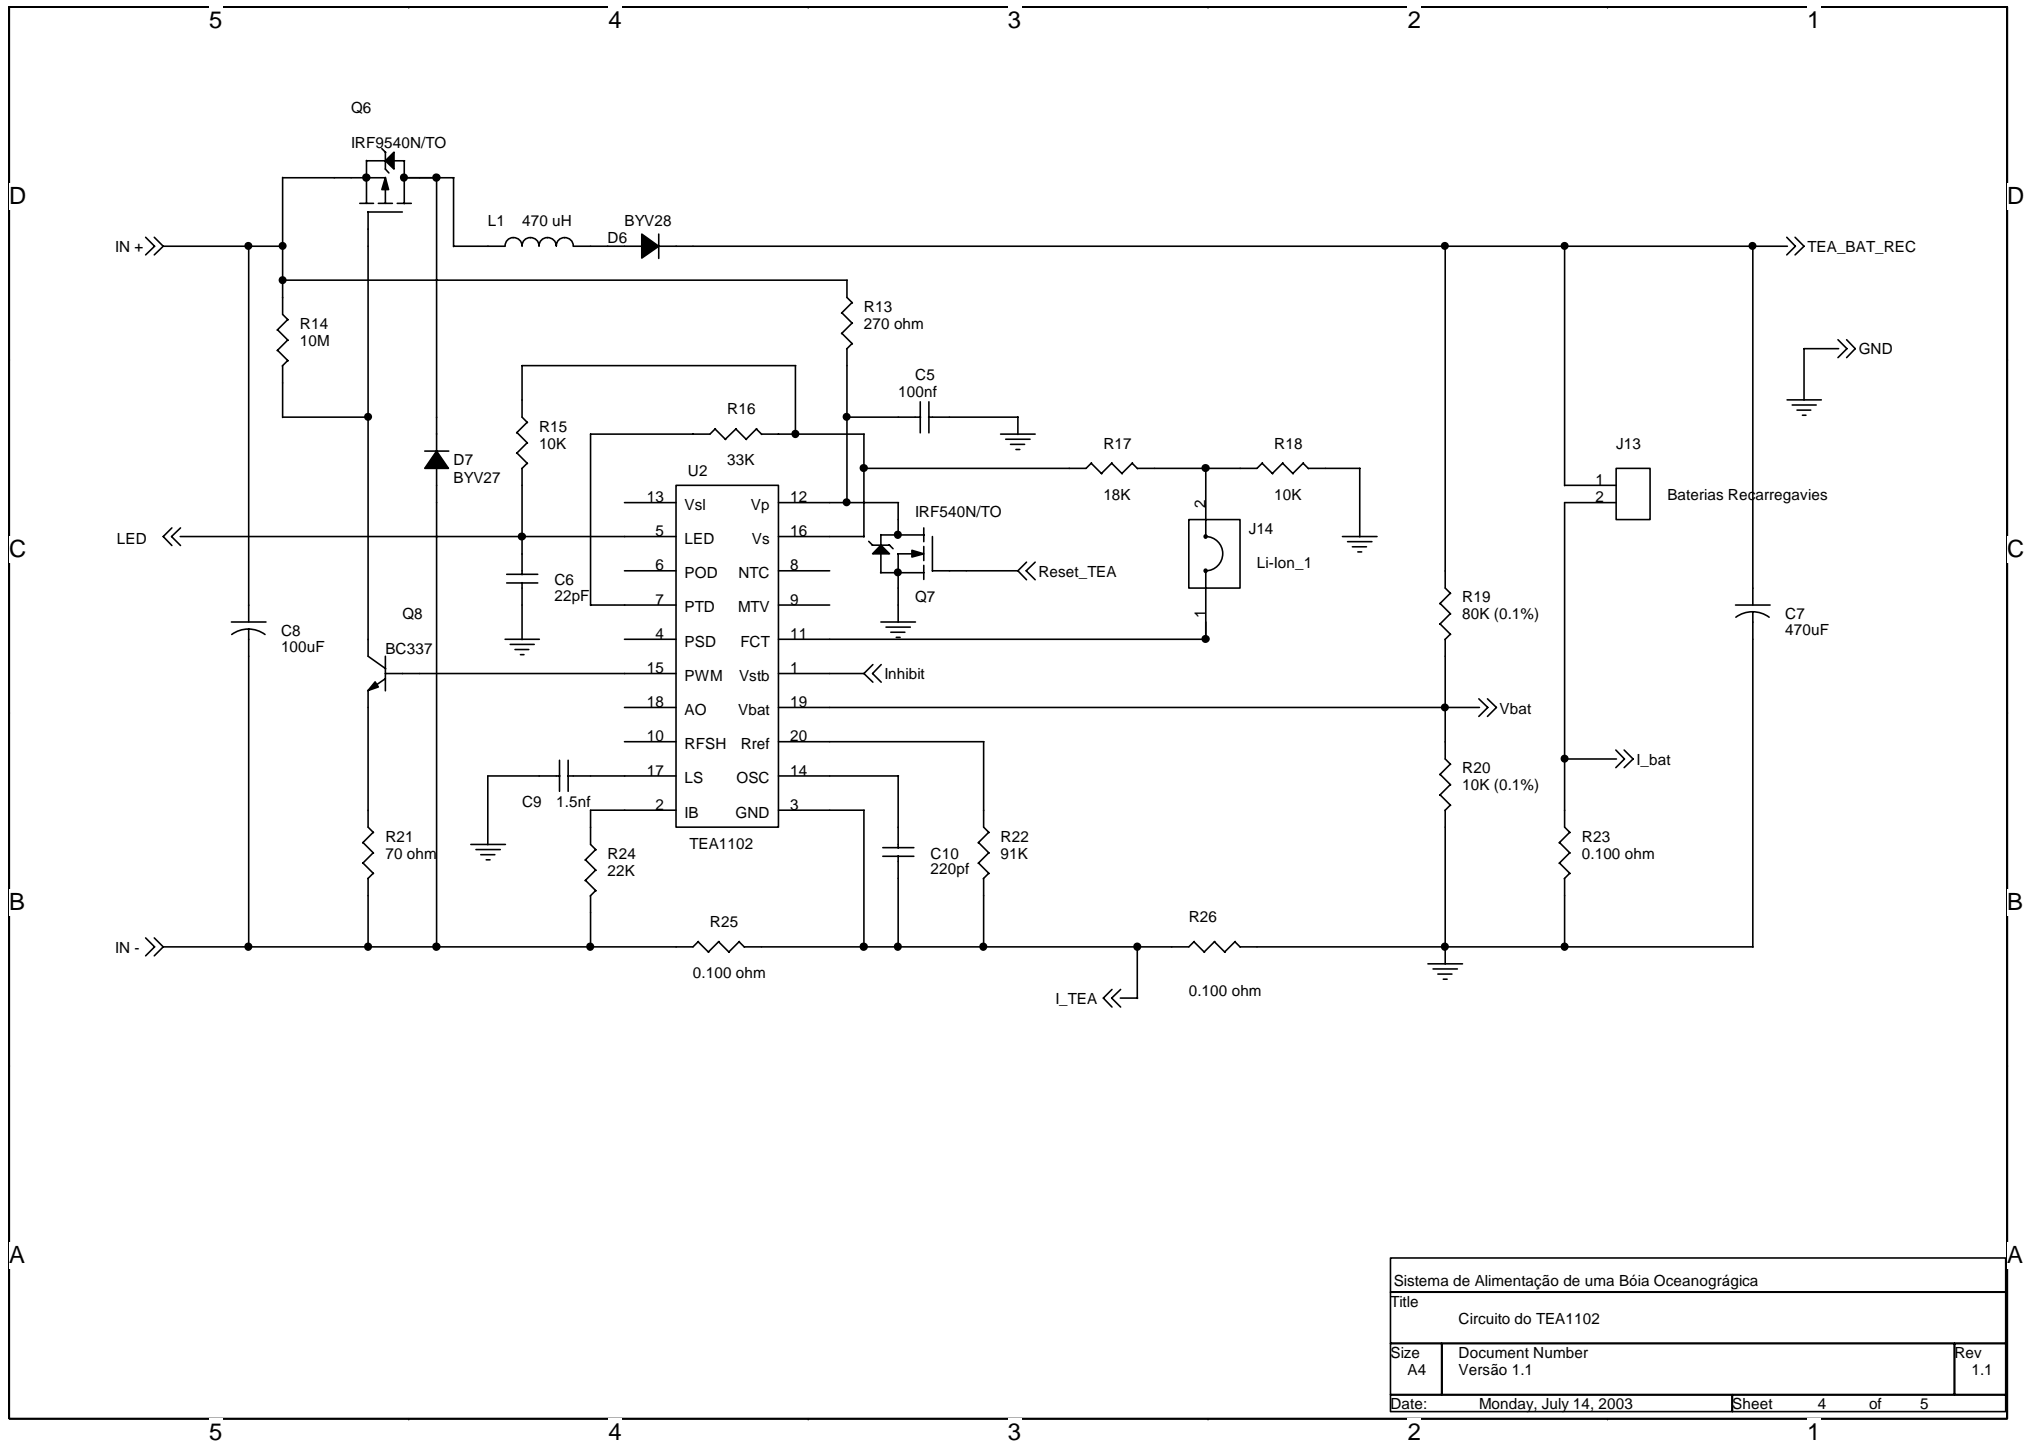 5
4
3
2
1
D
D
Q6
IRF9540N/TO
L1
470 uH
D6
BYV28
IN +
TEA_BAT_REC
R13
270 ohm
R14
10M
GND
C5
100nf
R16
33K
R15
10K
R17
18K
R18
10K
J13
1
2
Baterias Recarregavies
D7
BYV27
U2
13
Vsl
Vp
12
LED
5
LED
Vs
16
6
POD
NTC
8
7
PTD
MTV
9
4
PSD
FCT
11
15
PWM
Vstb
1
18
AO
Vbat
19
10
RFSH
Rref
20
17
LS
OSC
14
2
IB
GND
3
TEA1102
IRF540N/TO
Reset_TEA
Q7
2
J14
Li-Ion_1
1
C
C
C6
22pF
Q8
BC337
C8
100uF
R19
80K (0.1%)
C7
470uF
Inhibit
Vbat
I_bat
R20
10K (0.1%)
C9
1.5nf
R21
70 ohm
R24
22K
C10
220pf
R22
91K
R23
0.100 ohm
B
B
R25
0.100 ohm
R26
0.100 ohm
IN -
I_TEA
A
A
Sistema de Alimentação de uma Bóia Oceanográgica
Title
Circuito do TEA1102
Size
A4
Document Number
Versão 1.1
Rev
1.1
Date:
Monday, July 14, 2003
Sheet
4
of
5
5
4
3
2
1